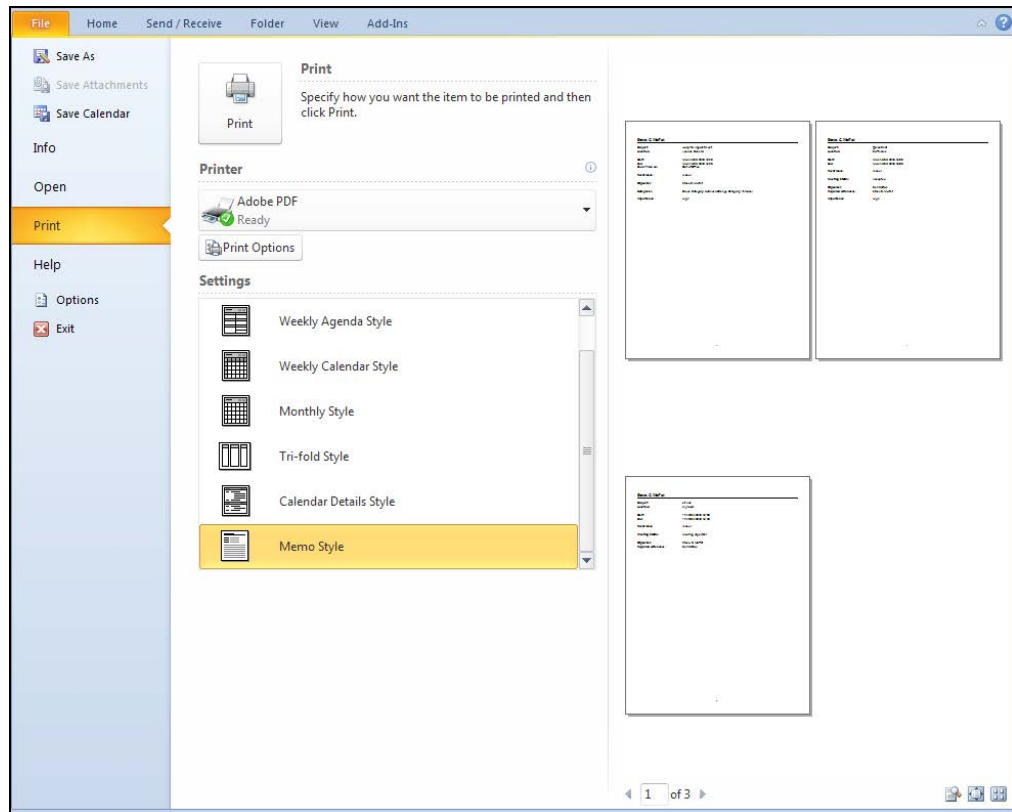 File Home Send / Receive Folder View Add-Ins
Save As
Save Attachments
Save Calendar
Info
Open
Print
Help
Options
Exit
Print
Print
Specify how you want the item to be printed and then
click Print.
Printer
Adobe PDF
Ready
Print Options
Settings
Weekly Agenda Style
Weekly Calendar Style
Monthly Style
Tri-fold Style
Calendar Details Style
Memo Style
1 of 3